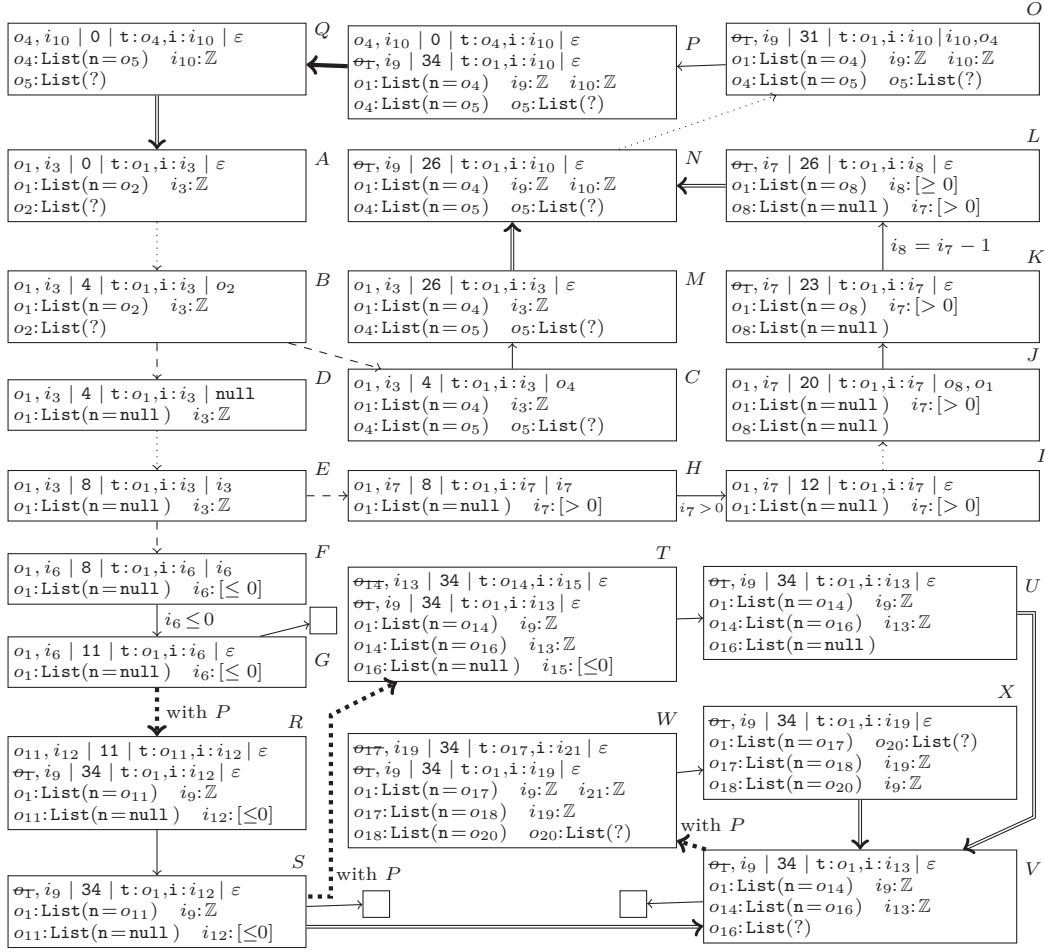 Q
o₄, i₁₀ | 0 | t:o₄,i:i₁₀ | ε
o₄:List(n=o₅) i₁₀:ℤ
o₅:List(?)
P
o₄, i₁₀ | 0 | t:o₄,i:i₁₀ | ε
o₁, i₉ | 34 | t:o₁,i:i₁₀ | ε
o₁:List(n=o₄) i₉:ℤ i₁₀:ℤ
o₄:List(n=o₅) o₅:List(?)
O
o₁, i₉ | 31 | t:o₁,i:i₁₀|i₁₀,o₄
o₁:List(n=o₄) i₉:ℤ i₁₀:ℤ
o₄:List(n=o₅) o₅:List(?)
A
o₁, i₃ | 0 | t:o₁,i:i₃ | ε
o₁:List(n=o₂) i₃:ℤ
o₂:List(?)
N
o₁, i₉ | 26 | t:o₁,i:i₁₀ | ε
o₁:List(n=o₄) i₉:ℤ i₁₀:ℤ
o₄:List(n=o₅) o₅:List(?)
L
o₁, i₇ | 26 | t:o₁,i:i₈ | ε
o₁:List(n=o₈) i₈:[≥ 0]
o₈:List(n=null) i₇:[> 0]
i₈ = i₇ − 1
B
o₁, i₃ | 4 | t:o₁,i:i₃ | o₂
o₁:List(n=o₂) i₃:ℤ
o₂:List(?)
M
o₁, i₃ | 26 | t:o₁,i:i₃ | ε
o₁:List(n=o₄) i₃:ℤ
o₄:List(n=o₅) o₅:List(?)
K
o₁, i₇ | 23 | t:o₁,i:i₇ | ε
o₁:List(n=o₈) i₇:[> 0]
o₈:List(n=null)
D
o₁, i₃ | 4 | t:o₁,i:i₃ | null
o₁:List(n=null) i₃:ℤ
C
o₁, i₃ | 4 | t:o₁,i:i₃ | o₄
o₁:List(n=o₄) i₃:ℤ
o₄:List(n=o₅) o₅:List(?)
J
o₁, i₇ | 20 | t:o₁,i:i₇ | o₈, o₁
o₁:List(n=null) i₇:[> 0]
o₈:List(n=null)
E
o₁, i₃ | 8 | t:o₁,i:i₃ | i₃
o₁:List(n=null) i₃:ℤ
H
o₁, i₇ | 8 | t:o₁,i:i₇ | i₇
o₁:List(n=null) i₇:[> 0]
i₇>0
I
o₁, i₇ | 12 | t:o₁,i:i₇ | ε
o₁:List(n=null) i₇:[> 0]
F
o₁, i₆ | 8 | t:o₁,i:i₆ | i₆
o₁:List(n=null) i₆:[≤ 0]
i₆ ≤0
T
o₁₄, i₁₃ | 34 | t:o₁₄,i:i₁₅ | ε
o₁, i₉ | 34 | t:o₁,i:i₁₃ | ε
o₁:List(n=o₁₄) i₉:ℤ
o₁₄:List(n=o₁₆) i₁₃:ℤ
o₁₆:List(n=null) i₁₅:[≤0]
U
o₁, i₉ | 34 | t:o₁,i:i₁₃ | ε
o₁:List(n=o₁₄) i₉:ℤ
o₁₄:List(n=o₁₆) i₁₃:ℤ
o₁₆:List(n=null)
G
o₁, i₆ | 11 | t:o₁,i:i₆ | ε
o₁:List(n=null) i₆:[≤ 0]
with P
R
o₁₁, i₁₂ | 11 | t:o₁₁,i:i₁₂ | ε
o₁, i₉ | 34 | t:o₁,i:i₁₂ | ε
o₁:List(n=o₁₁) i₉:ℤ
o₁₁:List(n=null) i₁₂:[≤0]
W
o₁₇, i₁₉ | 34 | t:o₁₇,i:i₂₁ | ε
o₁, i₉ | 34 | t:o₁,i:i₁₉ | ε
o₁:List(n=o₁₇) i₉:ℤ i₂₁:ℤ
o₁₇:List(n=o₁₈) i₁₉:ℤ
o₁₈:List(n=o₂₀) o₂₀:List(?)
X
o₁, i₉ | 34 | t:o₁,i:i₁₉ | ε
o₁:List(n=o₁₇) o₂₀:List(?)
o₁₇:List(n=o₁₈) i₁₉:ℤ
o₁₈:List(n=o₂₀) i₉:ℤ
with P
S
o₁, i₉ | 34 | t:o₁,i:i₁₂ | ε
o₁:List(n=o₁₁) i₉:ℤ
o₁₁:List(n=null) i₁₂:[≤0]
with P
V
o₁, i₉ | 34 | t:o₁,i:i₁₃ | ε
o₁:List(n=o₁₄) i₉:ℤ
o₁₄:List(n=o₁₆) i₁₃:ℤ
o₁₆:List(?)